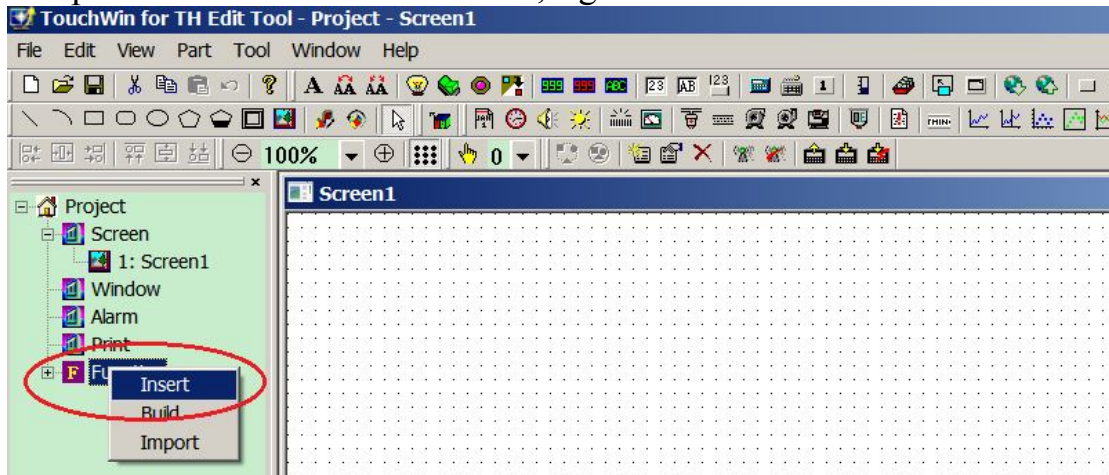 TouchWin for TH Edit Tool - Project - Screen1
File Edit View Part Tool Window Help
100% 0
Project
Screen1
Screen
1: Screen1
Window
Alarm
Print
Insert
Build
Import